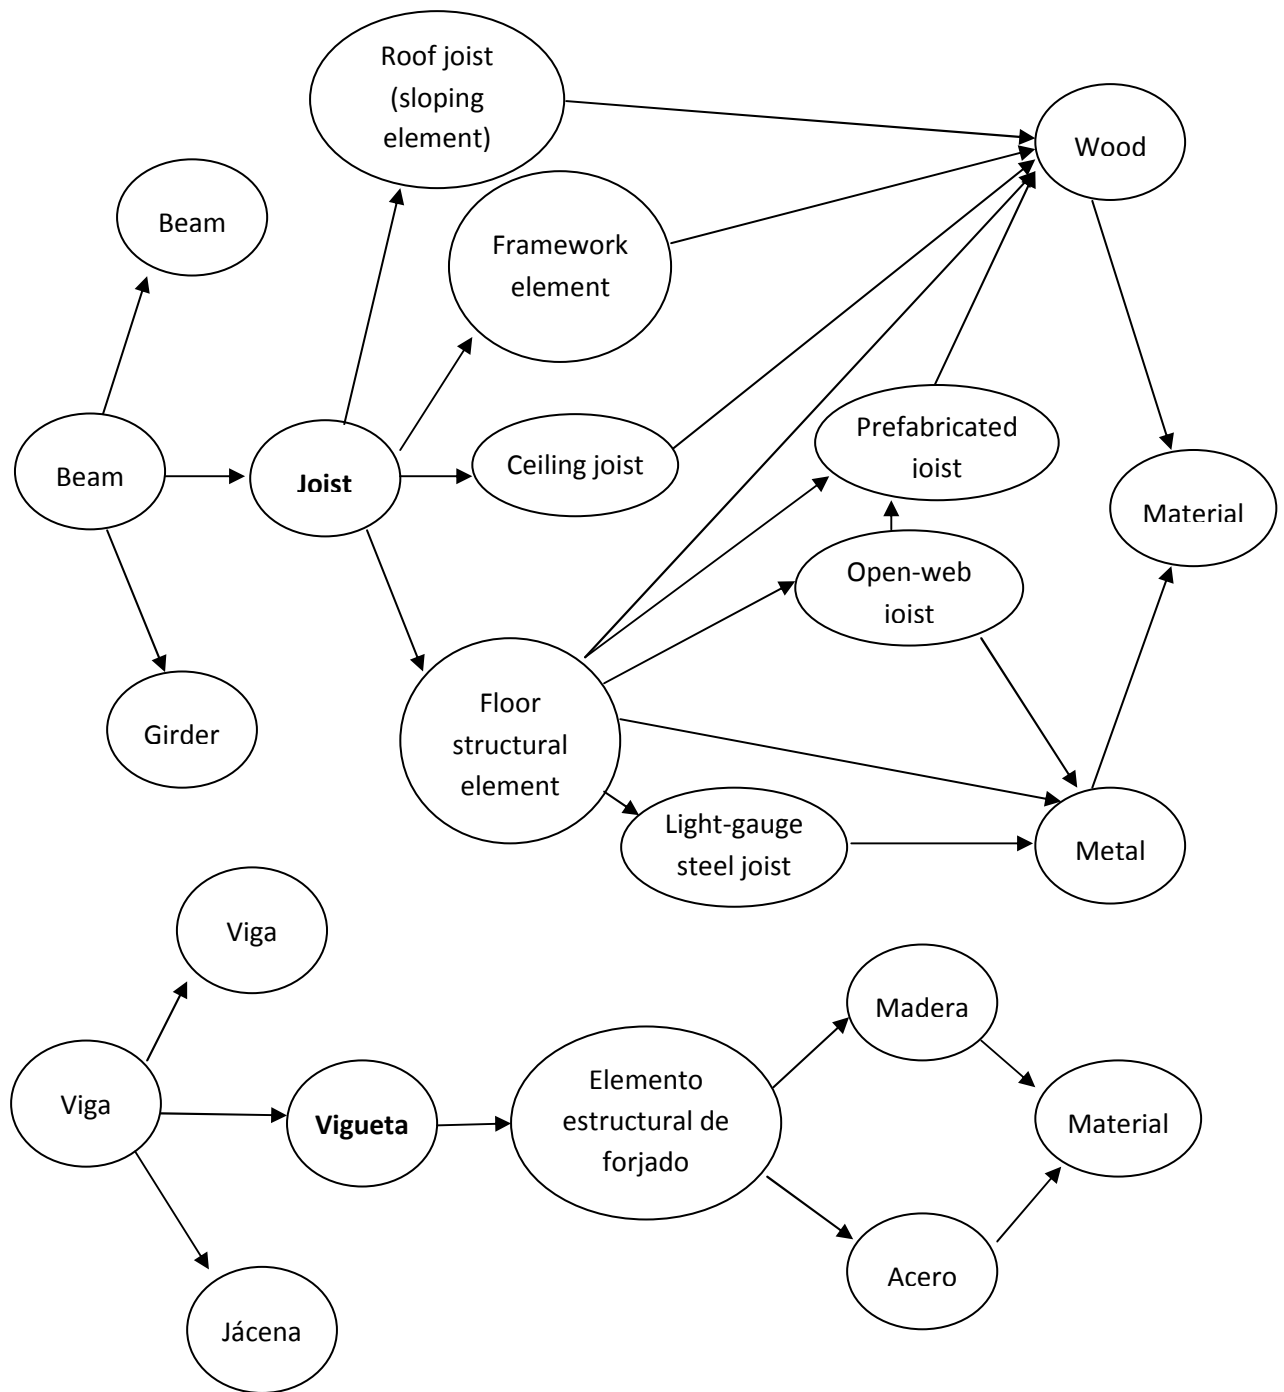 Roof joist
(sloping
element)
Wood
Beam
Framework
element
Prefabricated
joist
Beam
Joist
Ceiling joist
Material
Open-web
joist
Floor
structural
element
Girder
Light-gauge
steel joist
Metal
Viga
Madera
Elemento
estructural de
forjado
Viga
Vigueta
Material
Acero
Jácena